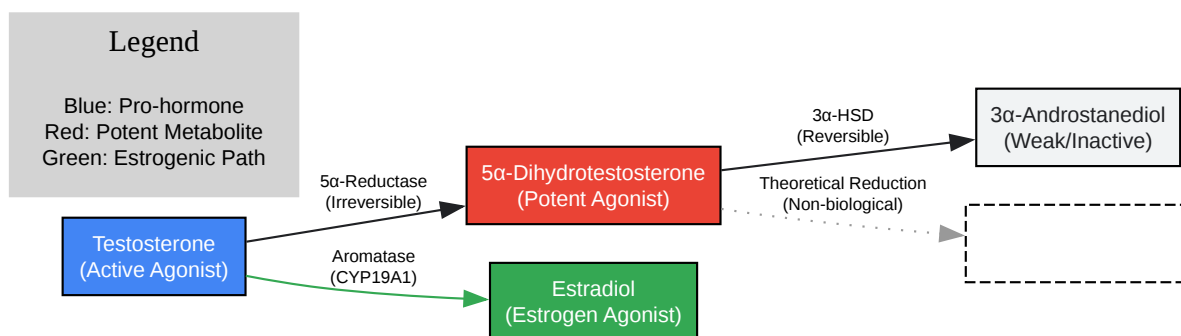 Legend
Blue: Pro-hormone
Red: Potent Metabolite
Green: Estrogenic Path
Testosterone
(Active Agonist)
5α-Reductase
(Irreversible)
Aromatase
(CYP19A1)
5α-Dihydrotestosterone
(Potent Agonist)
Estradiol
(Estrogen Agonist)
3α-HSD
(Reversible)
Theoretical Reduction
(Non-biological)
3α-Androstanediol
(Weak/Inactive)